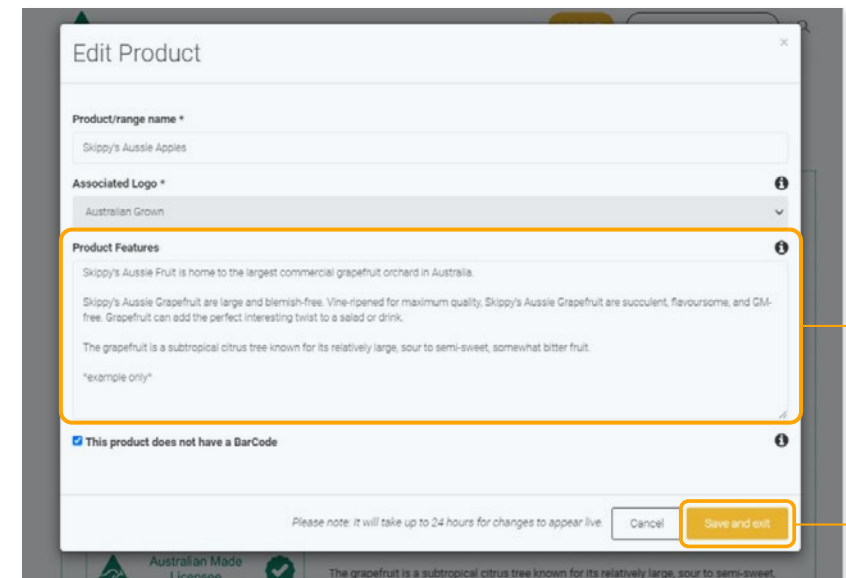 Edit Product
×
Product/range name *
Skippy's Aussie Apples
Associated Logo *
Australian Grown
Product Features
Skippy's Aussie Fruit is home to the largest commercial grapefruit orchard in Australia.
Skippy's Aussie Grapefruit are large and blemish-free. Vine-ripened for maximum quality, Skippy's Aussie Grapefruit are succulent, flavoursome, and GM-
free. Grapefruit can add the perfect interesting twist to a salad or drink.
The grapefruit is a subtropical citrus tree known for its relatively large, sour to semi-sweet, somewhat bitter fruit.
*example only*
This product does not have a BarCode
Please note: it will take up to 24 hours for changes to appear live.
Cancel
Save and exit
Australian Made
Licensee
The grapefruit is a subtropical citrus tree known for its relatively large, sour to semi-sweet,